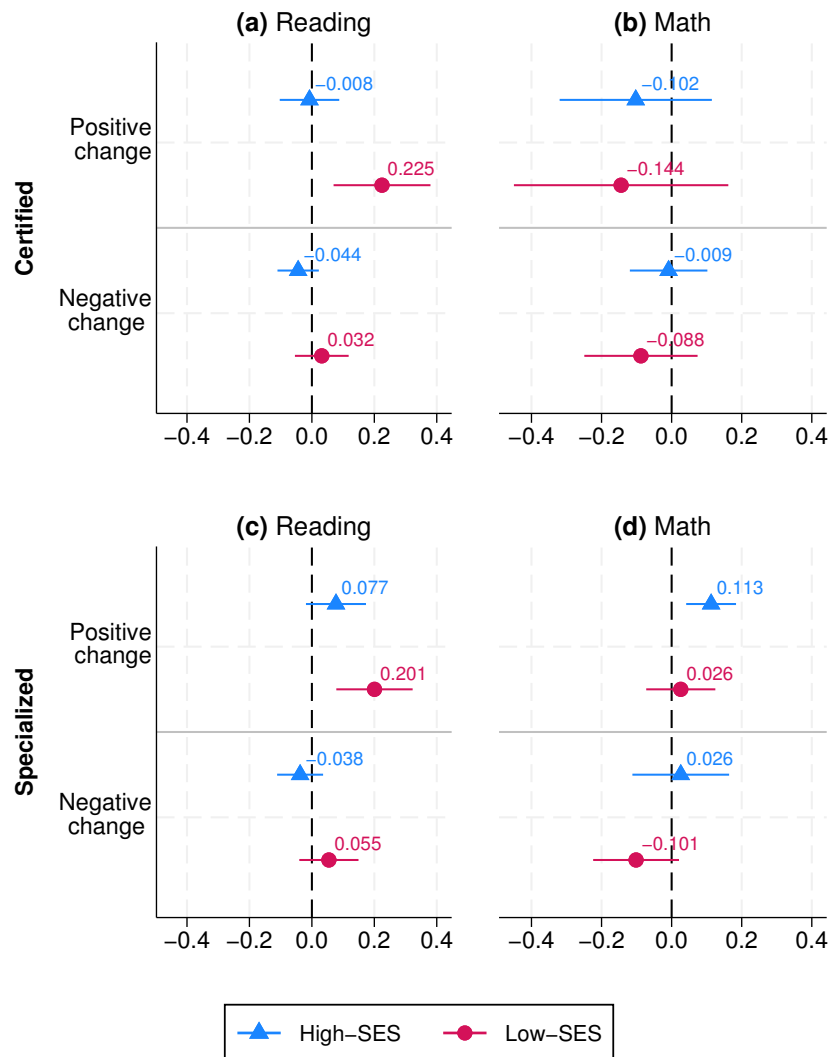 (a) Reading
(b) Math
Certified
Positive
change
−0.008
0.225
−0.102
−0.144
Negative
change
−0.044
0.032
−0.009
−0.088
−0.4 −0.2 0.0 0.2 0.4
−0.4 −0.2 0.0 0.2 0.4
(c) Reading
(d) Math
Specialized
Positive
change
0.077
0.201
0.113
0.026
Negative
change
−0.038
0.055
0.026
−0.101
−0.4 −0.2 0.0 0.2 0.4
−0.4 −0.2 0.0 0.2 0.4
High−SES Low−SES